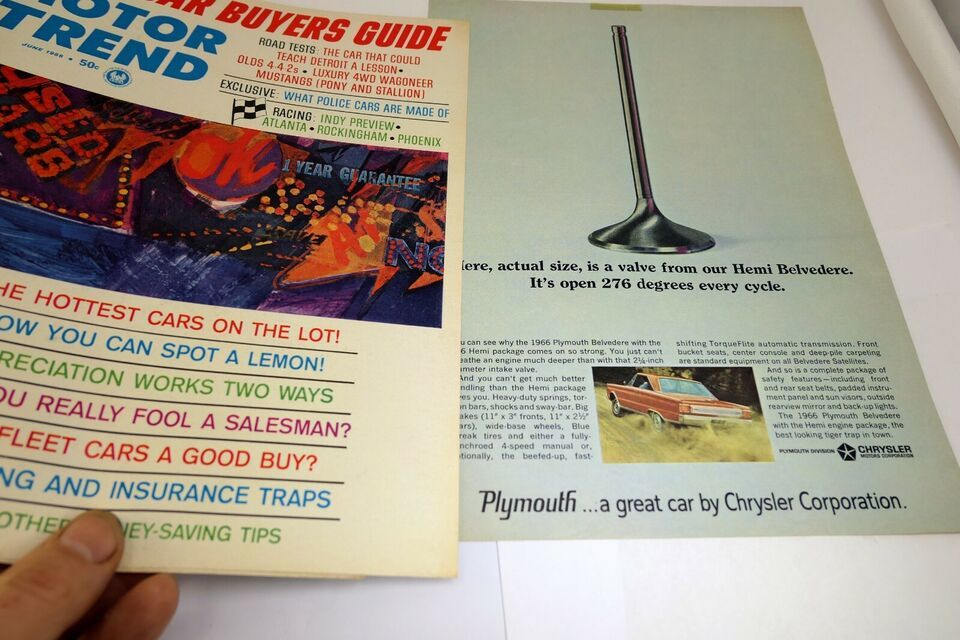 CAR BUYERS GUIDE
MOTOR
TREND
JUNE 1966 • 50c
ROAD TESTS: THE CAR THAT COULD
TEACH DETROIT A LESSON•
OLDS 4-4-2s • LUXURY 4WD WAGONEER
MUSTANGS (PONY AND STALLION)
EXCLUSIVE: WHAT POLICE CARS ARE MADE OF
RACING: INDY PREVIEW•
ATLANTA • ROCKINGHAM • PHOENIX
USED
CARS
OK
1 YEAR GUARANTEE
THE HOTTEST CARS ON THE LOT!
HOW YOU CAN SPOT A LEMON!
PRECIATION WORKS TWO WAYS
YOU REALLY FOOL A SALESMAN?
FLEET CARS A GOOD BUY?
NG AND INSURANCE TRAPS
OTHER NEY-SAVING TIPS
Here, actual size, is a valve from our Hemi Belvedere.
It's open 276 degrees every cycle.
u can see why the 1966 Plymouth Belvedere with the
6 Hemi package comes on so strong. You just can't
eathe an engine much deeper than with that 2¼-inch
ameter intake valve.
And you can't get much better
ndling than the Hemi package
es you. Heavy-duty springs, tor-
n bars, shocks and sway-bar. Big
akes (11" x 3" fronts, 11" x 2½"
ars), wide-base wheels, Blue
reak tires and either a fully-
nchroed 4-speed manual or,
tionally, the beefed-up, fast-
shifting TorqueFlite automatic transmission. Front
bucket seats, center console and deep-pile carpeting
are standard equipment on all Belvedere Satellites.
And so is a complete package of
safety features—including front
and rear seat belts, padded instru-
ment panel and sun visors, outside
rearview mirror and back-up lights.
The 1966 Plymouth Belvedere
with the Hemi engine package, the
best looking tiger trap in town.
PLYMOUTH DIVISION CHRYSLER
MOTORS CORPORATION
Plymouth ...a great car by Chrysler Corporation.